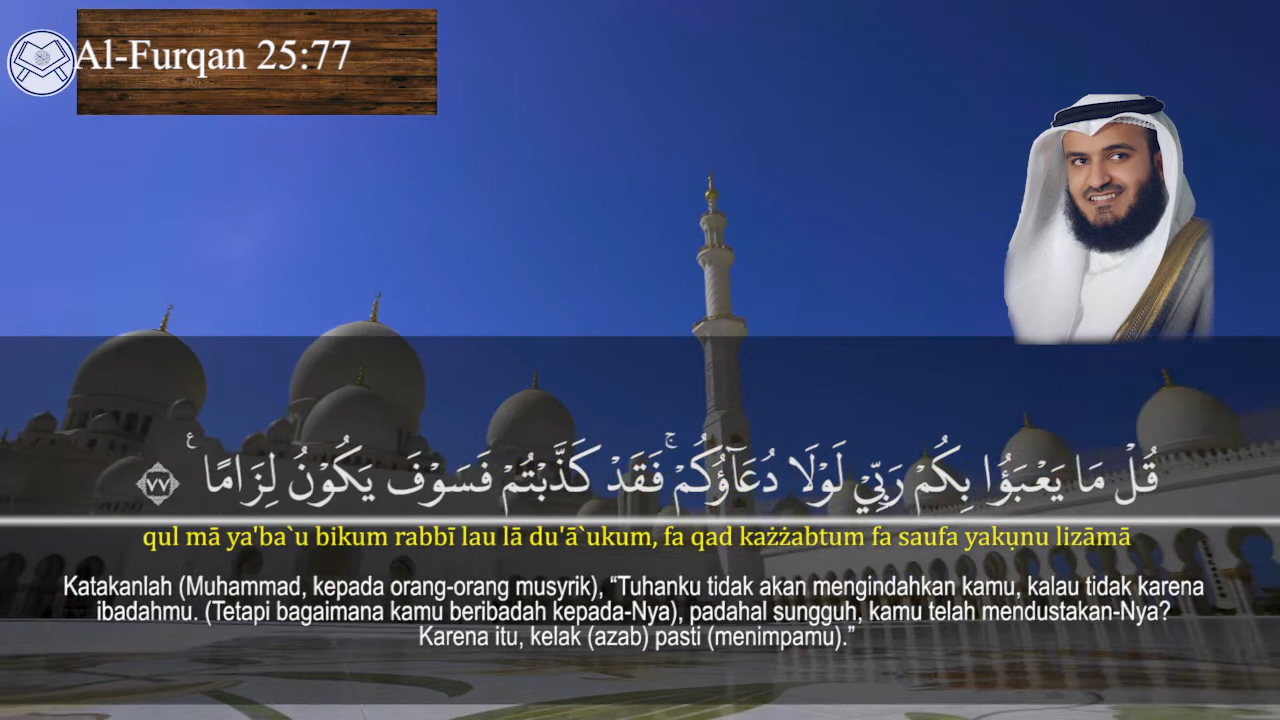 Al-Furqan 25:77
قُلْ مَا يَعْبَؤُا بِكُمْ رَبِّيْ لَوْلَا دُعَاۤؤُكُمْۚ فَقَدْ كَذَّبْتُمْ فَسَوْفَ يَكُوْنُ لِزَامًا ࣖ ٧٧
qul mā ya'ba`u bikum rabbī lau lā du'ā`ukum, fa qad każżabtum fa saufa yakụnu lizāmā
Katakanlah (Muhammad, kepada orang-orang musyrik), “Tuhanku tidak akan mengindahkan kamu, kalau tidak karena
ibadahmu. (Tetapi bagaimana kamu beribadah kepada-Nya), padahal sungguh, kamu telah mendustakan-Nya?
Karena itu, kelak (azab) pasti (menimpamu).”